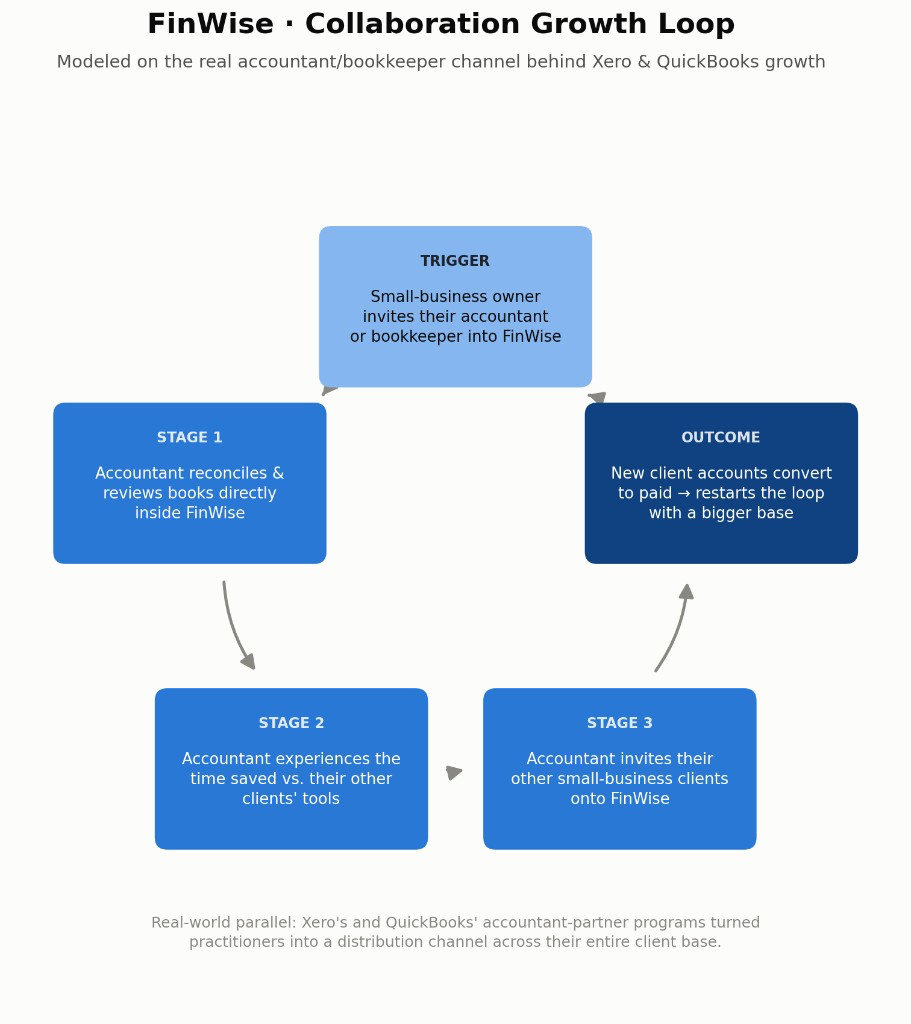 FinWise · Collaboration Growth Loop
Modeled on the real accountant/bookkeeper channel behind Xero & QuickBooks growth
TRIGGER
Small-business owner
invites their accountant
or bookkeeper into FinWise
STAGE 1
Accountant reconciles &
reviews books directly
inside FinWise
STAGE 2
Accountant experiences the
time saved vs. their other
clients' tools
STAGE 3
Accountant invites their
other small-business clients
onto FinWise
OUTCOME
New client accounts convert
to paid → restarts the loop
with a bigger base
Real-world parallel: Xero's and QuickBooks' accountant-partner programs turned
practitioners into a distribution channel across their entire client base.